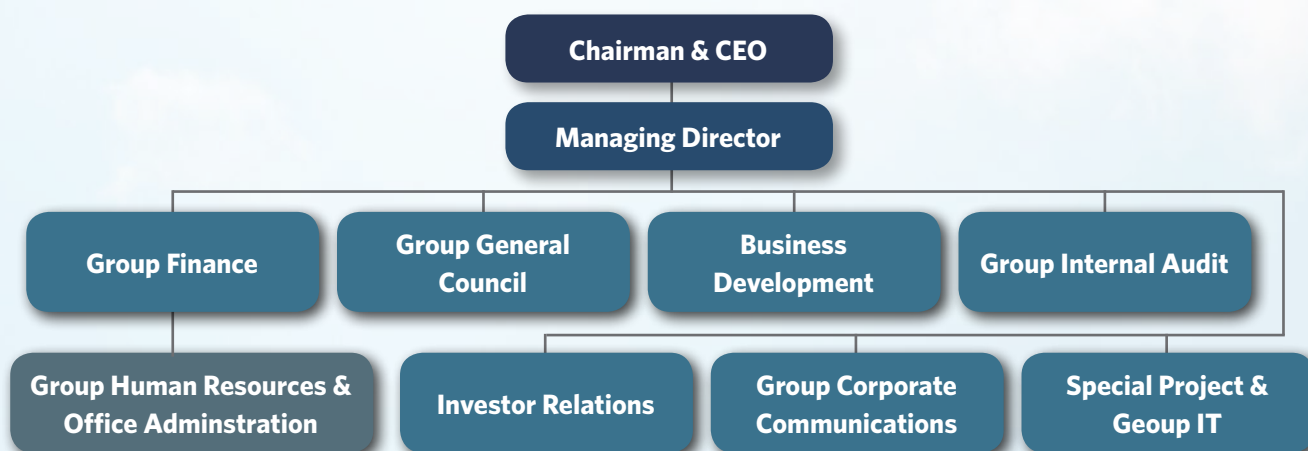 Chairman & CEO
Managing Director
Group Finance
Group General
Council
Business
Development
Group Internal Audit
Group Human Resources &
Office Adminstration
Investor Relations
Group Corporate
Communications
Special Project &
Geoup IT